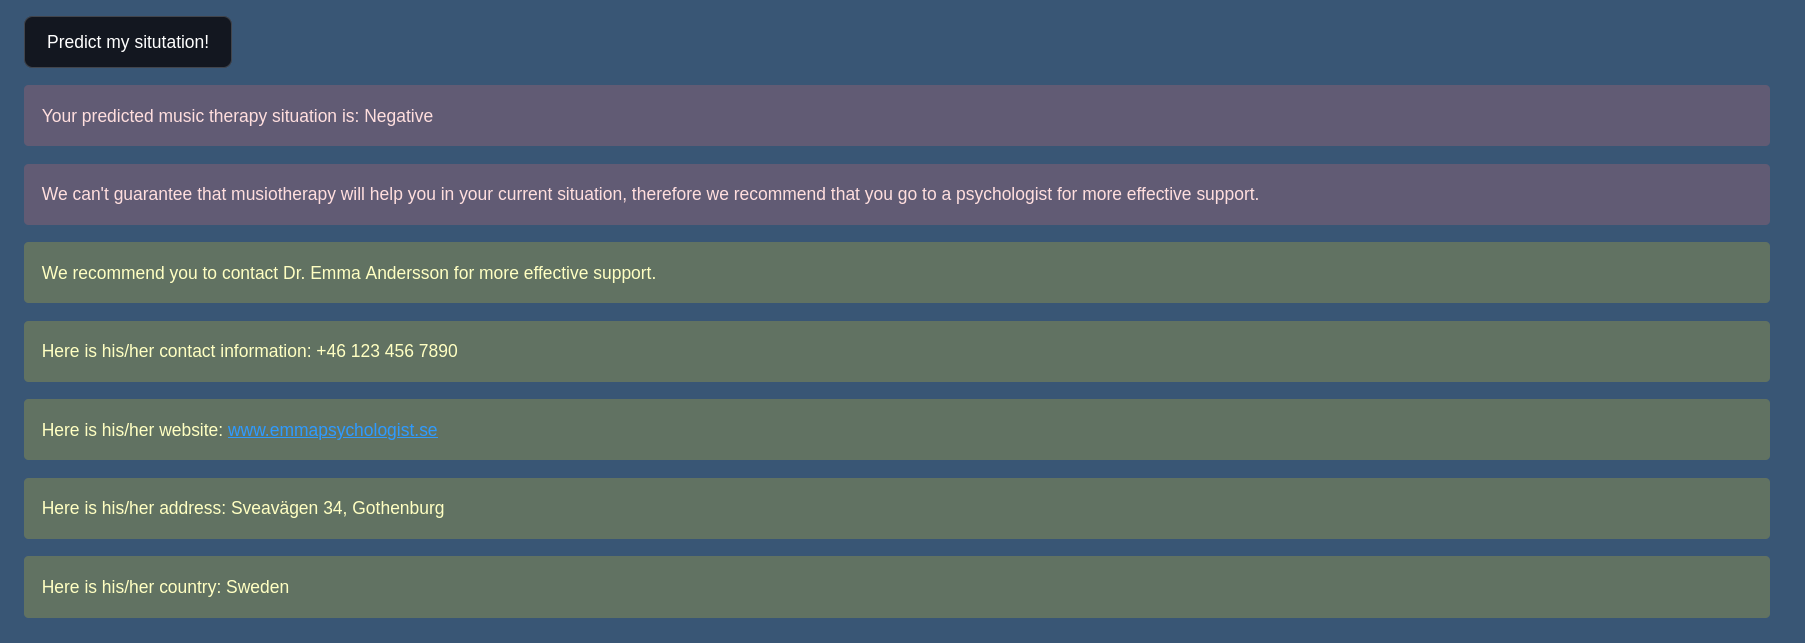 Predict my situtation!
Your predicted music therapy situation is: Negative
We can't guarantee that musiotherapy will help you in your current situation, therefore we recommend that you go to a psychologist for more effective support.
We recommend you to contact Dr. Emma Andersson for more effective support.
Here is his/her contact information: +46 123 456 7890
Here is his/her website: www.emmapsychologist.se
Here is his/her address: Sveavägen 34, Gothenburg
Here is his/her country: Sweden